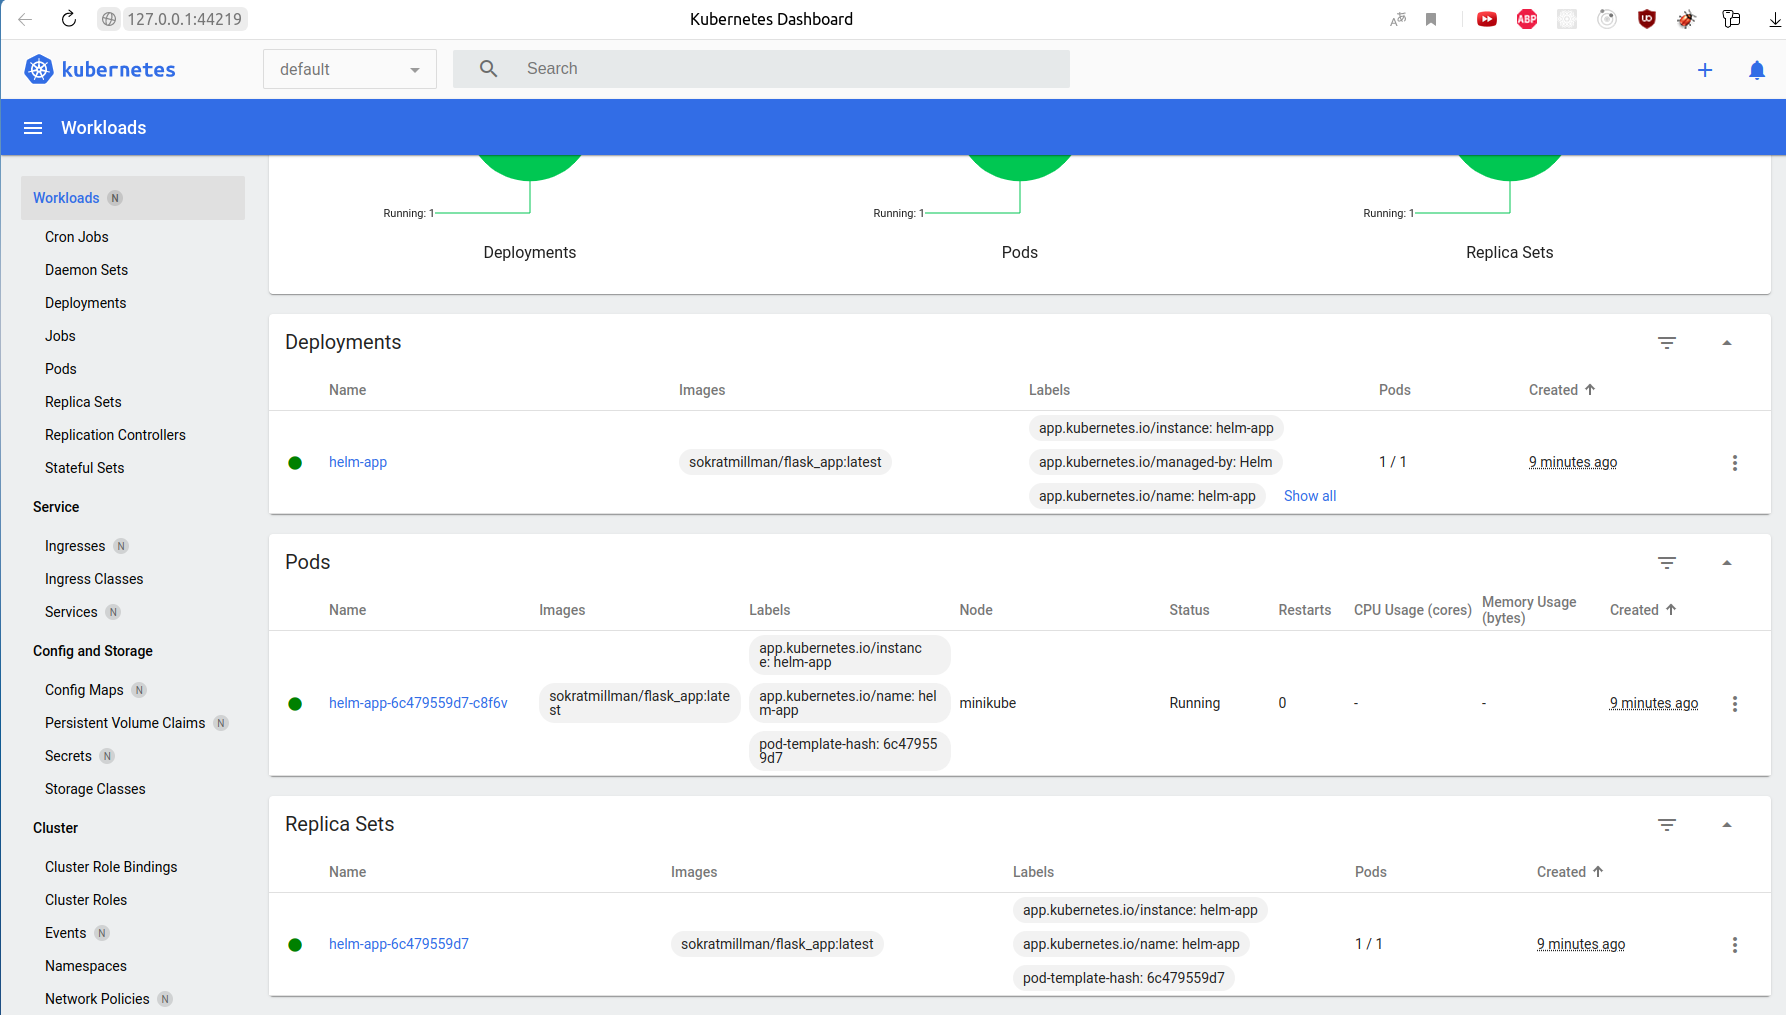 127.0.0.1:44219
Kubernetes Dashboard
ABP
UO
kubernetes
default
Search
Workloads
Workloads N
Cron Jobs
Daemon Sets
Deployments
Jobs
Pods
Replica Sets
Replication Controllers
Stateful Sets
Service
Ingresses N
Ingress Classes
Services N
Config and Storage
Config Maps N
Persistent Volume Claims N
Secrets N
Storage Classes
Cluster
Cluster Role Bindings
Cluster Roles
Events N
Namespaces
Network Policies N
Running: 1
Deployments
Running: 1
Pods
Running: 1
Replica Sets
Deployments
Name Images Labels Pods Created
helm-app
sokratmillman/flask_app:latest
app.kubernetes.io/instance: helm-app
app.kubernetes.io/managed-by: Helm
app.kubernetes.io/name: helm-app
Show all
1 / 1
9 minutes ago
Pods
Name Images Labels Node Status Restarts CPU Usage (cores) Memory Usage
(bytes)
Created
helm-app-6c479559d7-c8f6v
sokratmillman/flask_app:late
st
app.kubernetes.io/instanc
e: helm-app
app.kubernetes.io/name: hel
m-app
pod-template-hash: 6c47955
9d7
minikube
Running
0
-
-
9 minutes ago
Replica Sets
Name Images Labels Pods Created
helm-app-6c479559d7
sokratmillman/flask_app:latest
app.kubernetes.io/instance: helm-app
app.kubernetes.io/name: helm-app
pod-template-hash: 6c479559d7
1 / 1
9 minutes ago